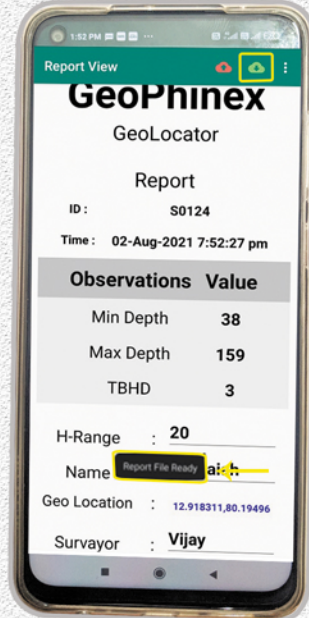 1:52 PM
Report View
GeoPhinex
GeoLocator
Report
ID : S0124
Time : 02-Aug-2021 7:52:27 pm
Observations Value
Min Depth 38
Max Depth 159
TBHD 3
H-Range : 20
Name
Report File Ready
Geo Location : 12.918311,80.19496
Surveyor : Vijay